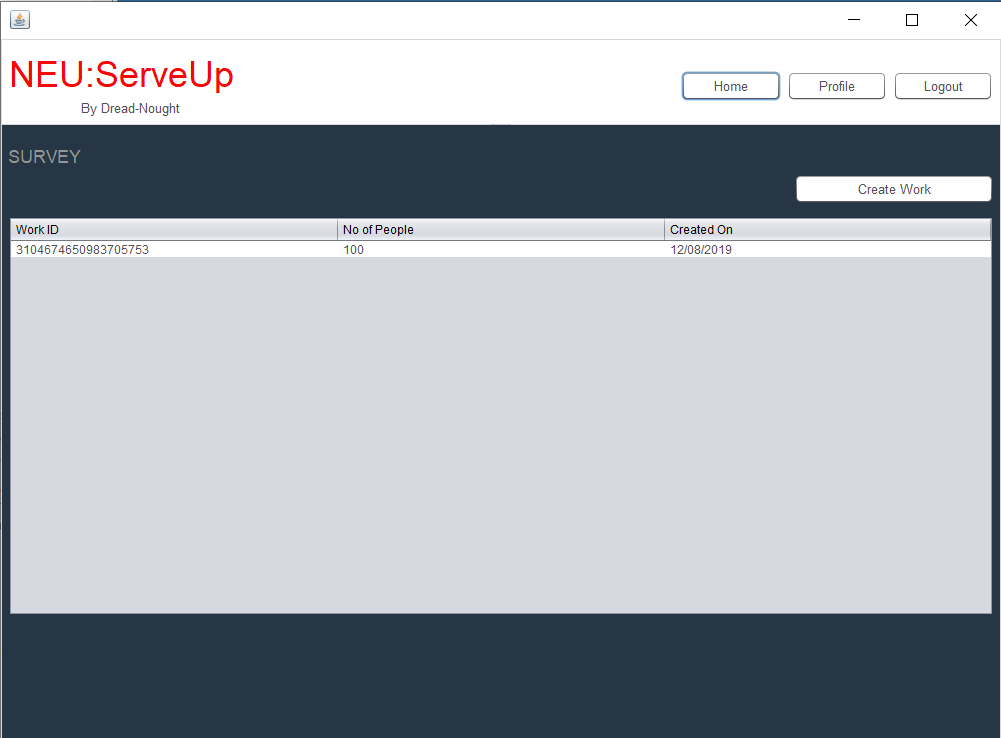 NEU:ServeUp
By Dread-Nought
Home Profile Logout
SURVEY
Create Work
Work ID No of People Created On
3104674650983705753 100 12/08/2019